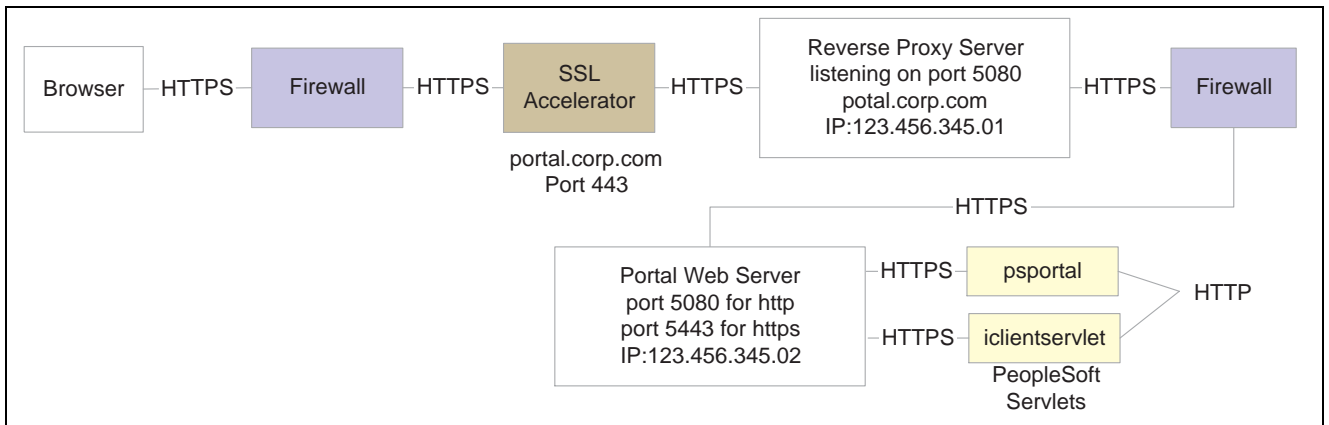 Browser
HTTPS
Firewall
HTTPS
SSL
Accelerator
portal.corp.com
Port 443
HTTPS
Reverse Proxy Server
listening on port 5080
potal.corp.com
IP:123.456.345.01
HTTPS
Firewall
HTTPS
Portal Web Server
port 5080 for http
port 5443 for https
IP:123.456.345.02
HTTPS
psportal
HTTP
HTTPS
iclientservlet
PeopleSoft
Servlets